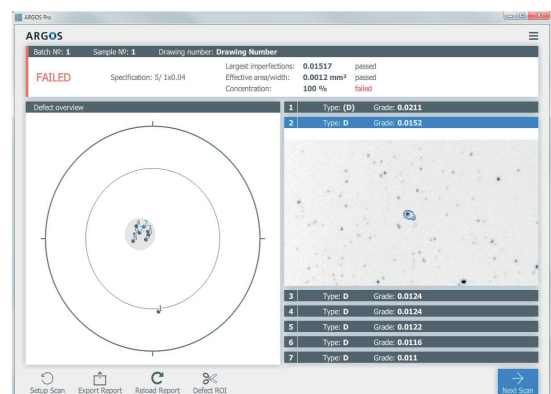 ARGOS Pro
ARGOS
Batch Nº: 1 Sample Nº: 1 Drawing number: Drawing Number
FAILED
Specification: 5/ 1x0.04
Largest imperfections: 0.01517 passed
Effective area/width: 0.0012 mm² passed
Concentration: 100 % failed
Defect overview
1
1 Type: (D) Grade: 0.0211
2 Type: D Grade: 0.0152
3 Type: D Grade: 0.0124
4 Type: D Grade: 0.0124
5 Type: D Grade: 0.0122
6 Type: D Grade: 0.0116
7 Type: D Grade: 0.011
Setup Scan Export Report Reload Report Defect ROI Next Scan